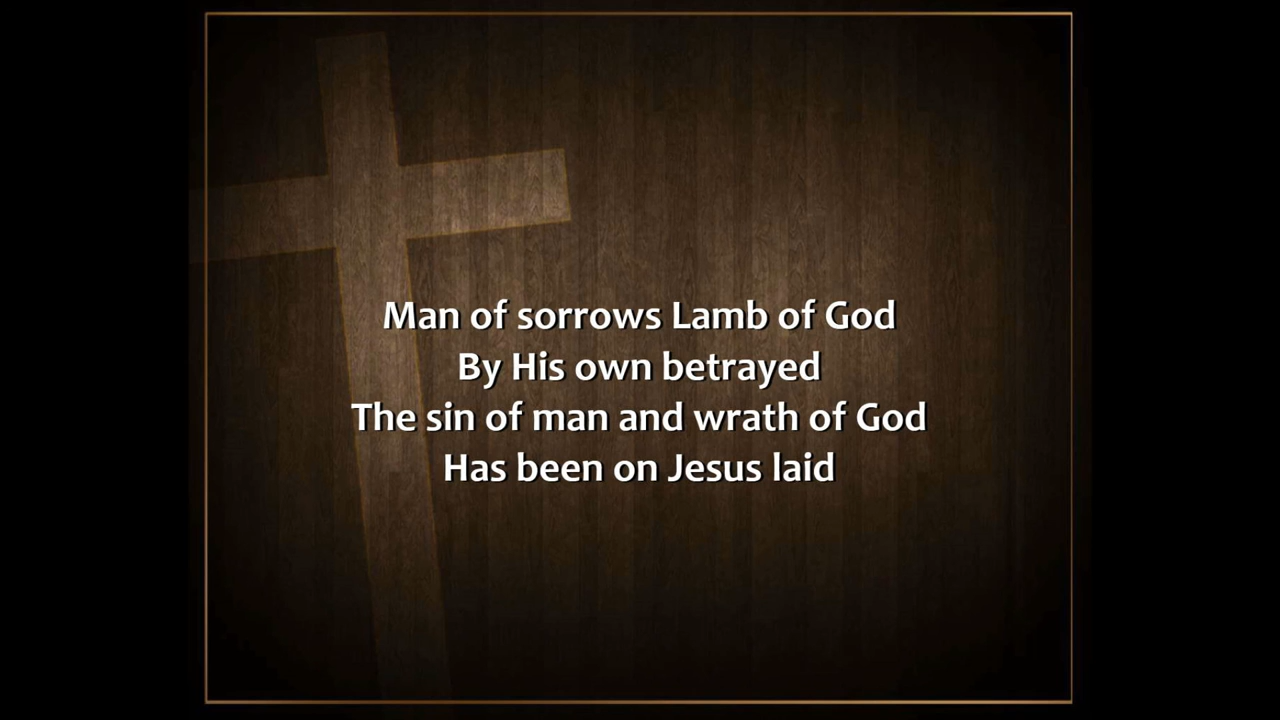 Man of sorrows Lamb of God
By His own betrayed
The sin of man and wrath of God
Has been on Jesus laid